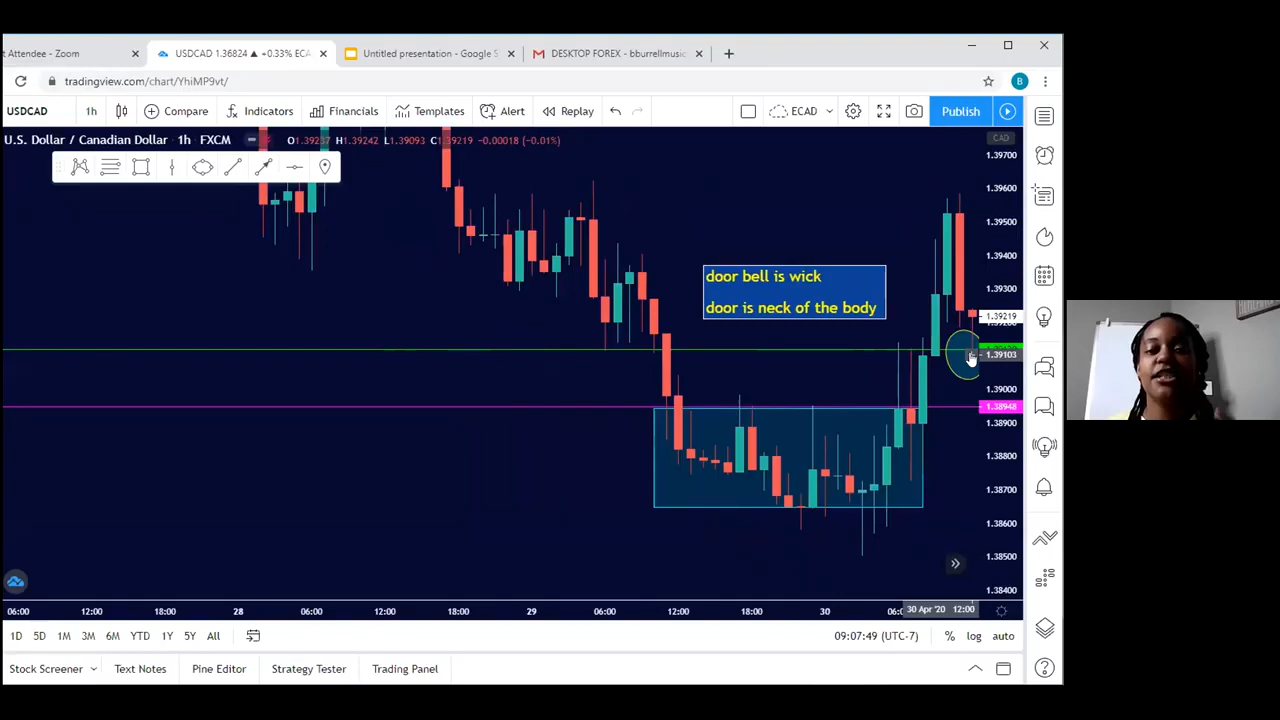 t Attendee - Zoom
USDCAD 1.36824 ▲ +0.33% ECA
Untitled presentation - Google S
DESKTOP FOREX - bburrellmusic
tradingview.com/chart/YhiMP9vt/
B
USDCAD 1h Compare Indicators Financials Templates Alert Replay ECAD Publish
U.S. Dollar / Canadian Dollar · 1h · FXCM O1.39237 H1.39242 L1.39093 C1.39219 -0.00018 (-0.01%)
CAD
1.39700
1.39600
1.39500
1.39400
1.39300
door bell is wick
door is neck of the body
1.39219
1.39103
1.39000
1.38948
1.38900
1.38800
1.38700
1.38600
1.38500
1.38400
06:00 12:00 18:00 28 06:00 12:00 18:00 29 06:00 12:00 18:00 30 30 Apr '20 12:00
1D 5D 1M 3M 6M YTD 1Y 5Y All 09:07:49 (UTC-7) % log auto
Stock Screener Text Notes Pine Editor Strategy Tester Trading Panel